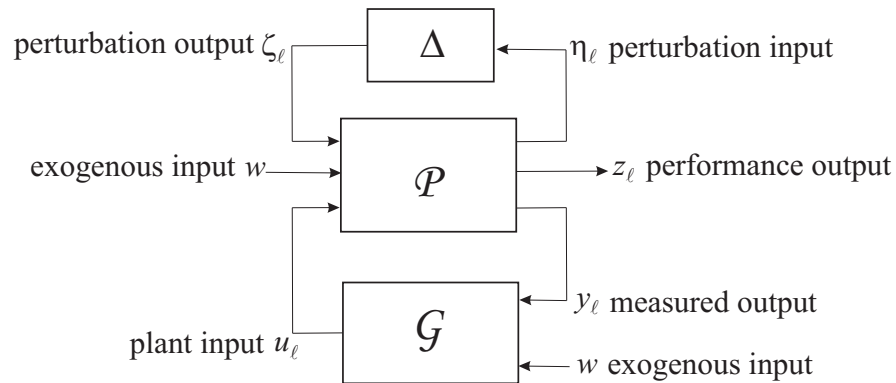 perturbation output ζ_ℓ
Δ
η_ℓ perturbation input
exogenous input w
𝒫
z_ℓ performance output
plant input u_ℓ
𝒢
y_ℓ measured output
w exogenous input